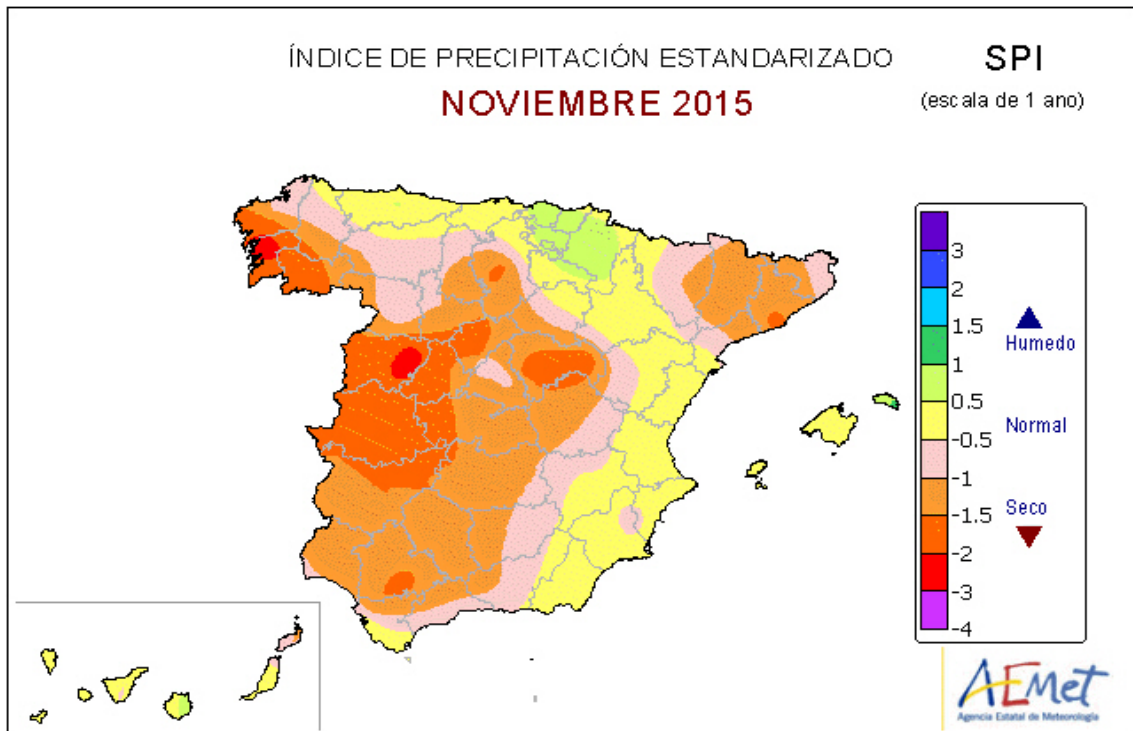 ÍNDICE DE PRECIPITACIÓN ESTANDARIZADO
NOVIEMBRE 2015
SPI
(escala de 1 ano)
3
2
1.5
1
0.5
-0.5
-1
-1.5
-2
-3
-4
Humedo
Normal
Seco
AEMet
Agencia Estatal de Meteorología